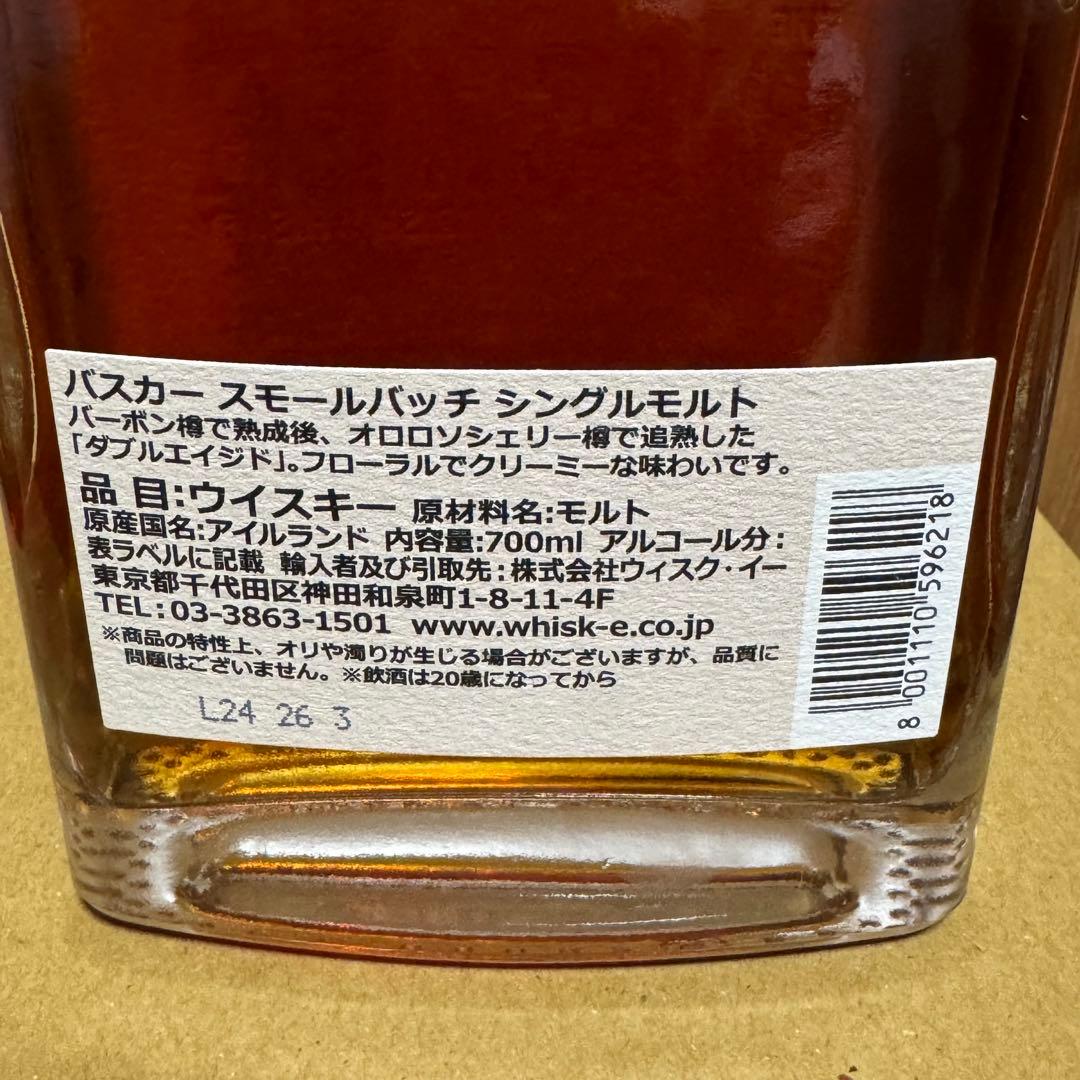 バスカー スモールバッチ シングルモルト
バーボン樽で熟成後、オロロソシェリー樽で追熟した
「ダブルエイジド」。フローラルでクリーミーな味わいです。
品 目:ウイスキー 原材料名:モルト
原産国名:アイルランド 内容量:700ml アルコール分:
表ラベルに記載 輸入者及び引取先:株式会社ウィスク・イー
東京都千代田区神田和泉町1-8-11-4F
TEL:03-3863-1501 www.whisk-e.co.jp
※商品の特性上、オリや濁りが生じる場合がございますが、品質に
問題はございません。※飲酒は20歳になってから
L24 26 3
8 001110 596218